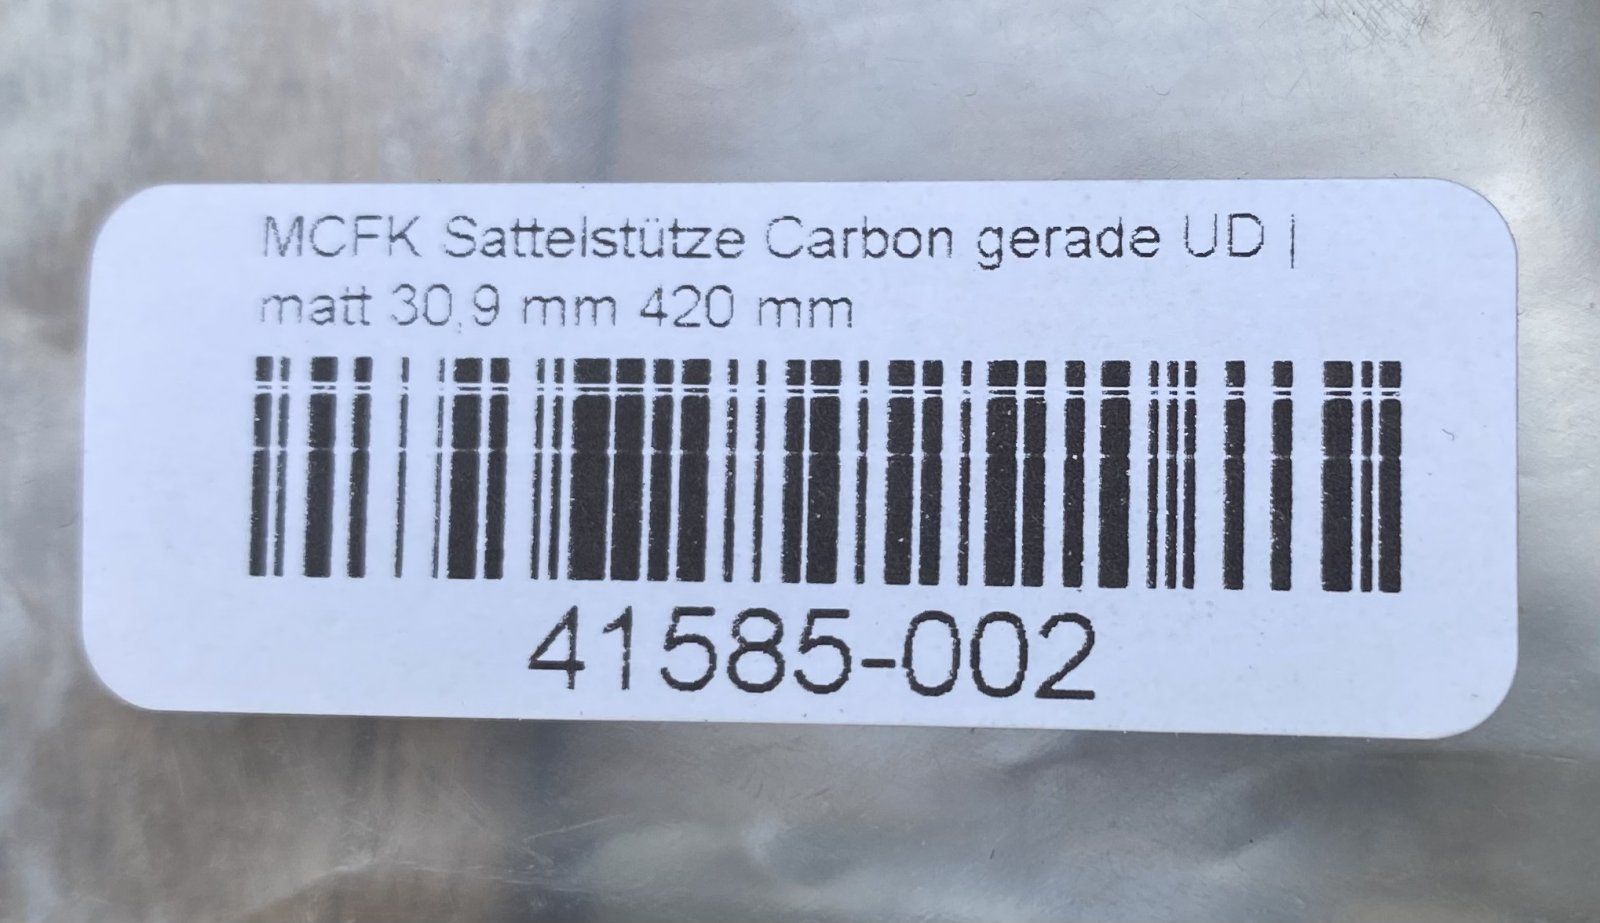 MCFK Sattelstütze Carbon gerade UD |
matt 30,9 mm 420 mm
41585-002